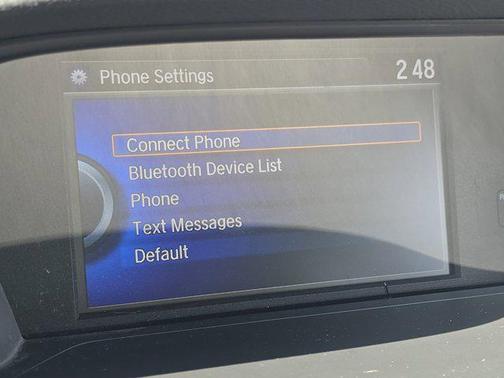 Phone Settings
2 48
Connect Phone
Bluetooth Device List
Phone
Text Messages
Default